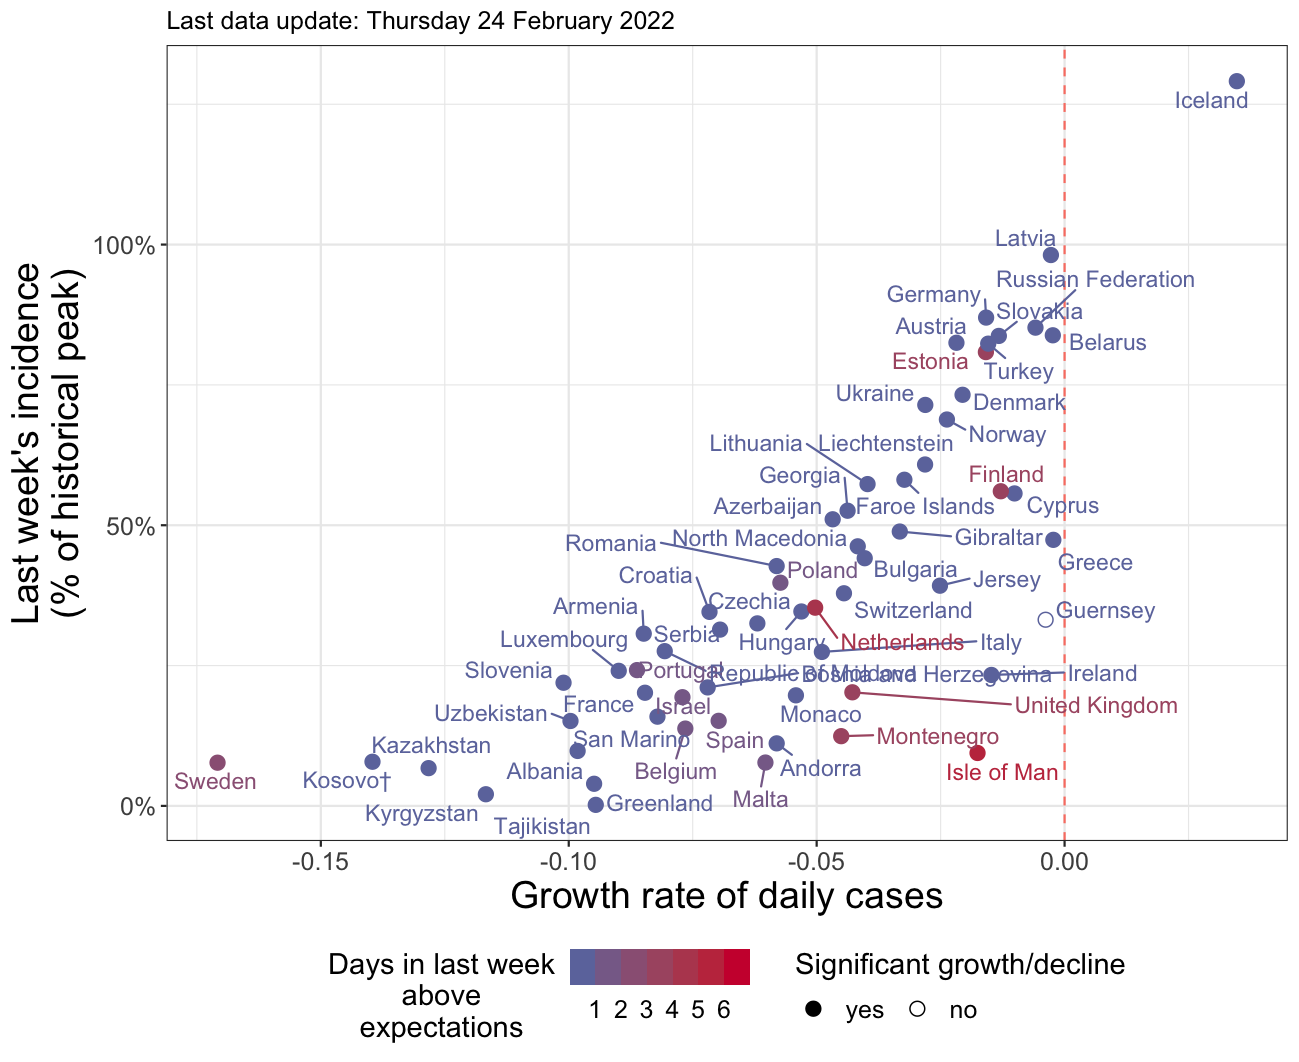 Last data update: Thursday 24 February 2022
Last week's incidence
(% of historical peak)
100%
50%
0%
Iceland
Latvia
Russian Federation
Germany
Slovakia
Austria
Belarus
Estonia
Turkey
Ukraine
Denmark
Norway
Lithuania
Liechtenstein
Georgia
Finland
Azerbaijan
Faroe Islands
Cyprus
Romania
North Macedonia
Gibraltar
Greece
Croatia
Poland
Bulgaria
Jersey
Armenia
Czechia
Switzerland
Guernsey
Luxembourg
Serbia
Hungary
Netherlands
Italy
Slovenia
Portugal
Republic of Moldova
Bosnia and Herzegovina
Ireland
Uzbekistan
France
Israel
Monaco
United Kingdom
Kazakhstan
San Marino
Spain
Montenegro
Sweden
Kosovo†
Albania
Belgium
Andorra
Isle of Man
Kyrgyzstan
Greenland
Malta
Tajikistan
-0.15
-0.10
-0.05
0.00
Growth rate of daily cases
Days in last week
above
expectations
1 2 3 4 5 6
Significant growth/decline
yes
no